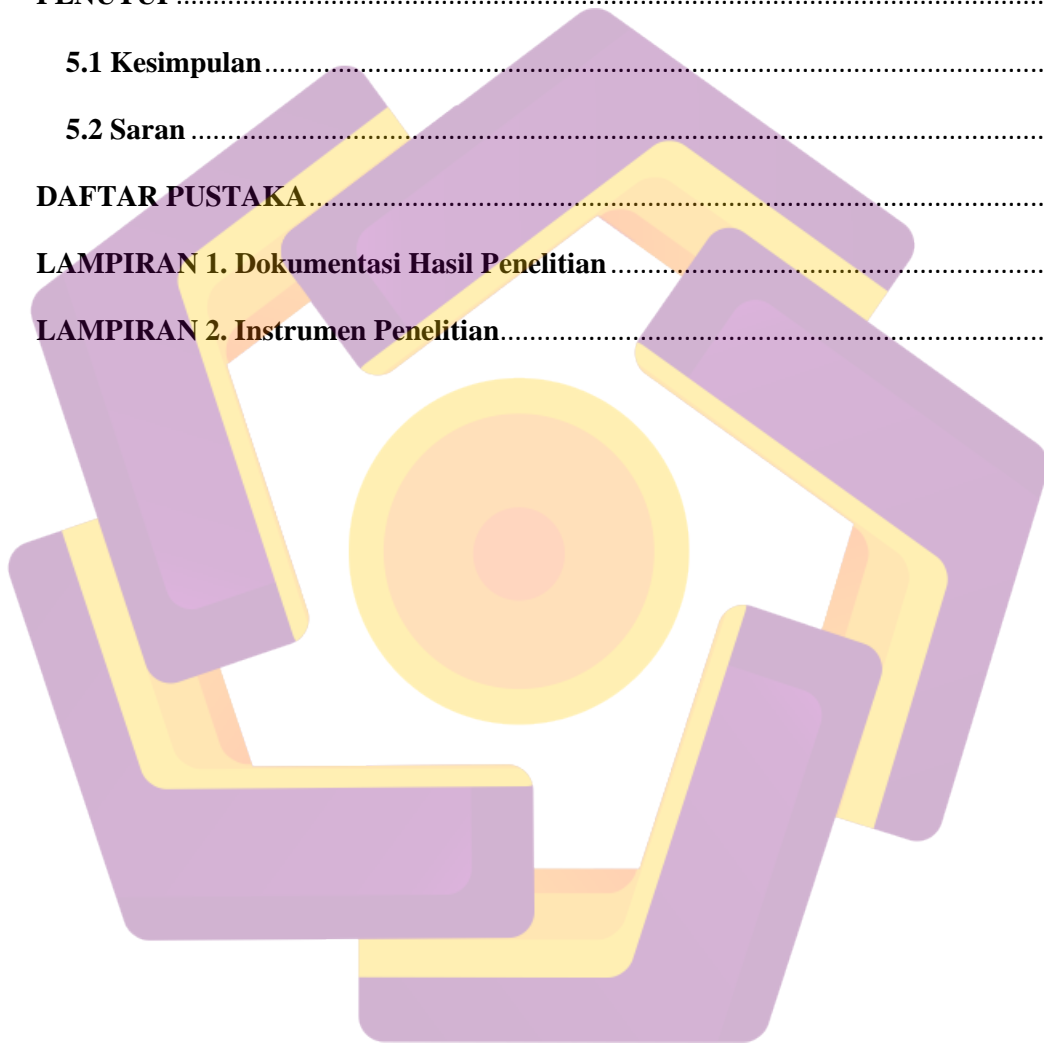 PENUTUP........................................................................................................................
5.1 Kesimpulan........................................................................................................................
5.2 Saran........................................................................................................................
DAFTAR PUSTAKA........................................................................................................................
LAMPIRAN 1. Dokumentasi Hasil Penelitian................................................................................
LAMPIRAN 2. Instrumen Penelitian................................................................................